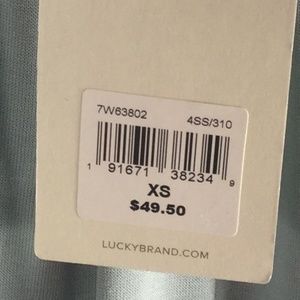 7W63802 4SS/310
1 91671 38234 9
XS
$49.50
LUCKYBRAND.COM